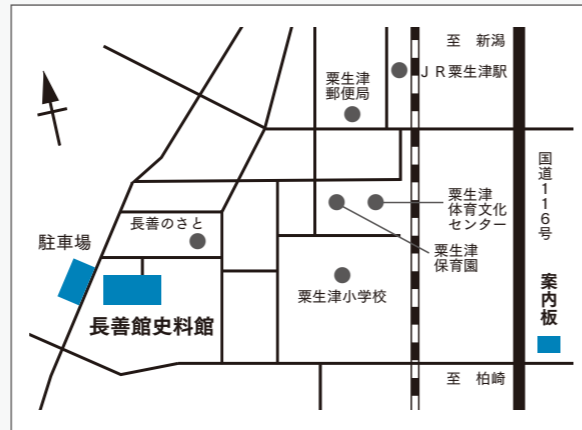 至 新潟
JR粟生津駅
粟生津
郵便局
国道116号
粟生津
体育文化
センター
粟生津
保育園
長善のさと
駐車場
粟生津小学校
長善館史料館
案内板
至 柏崎